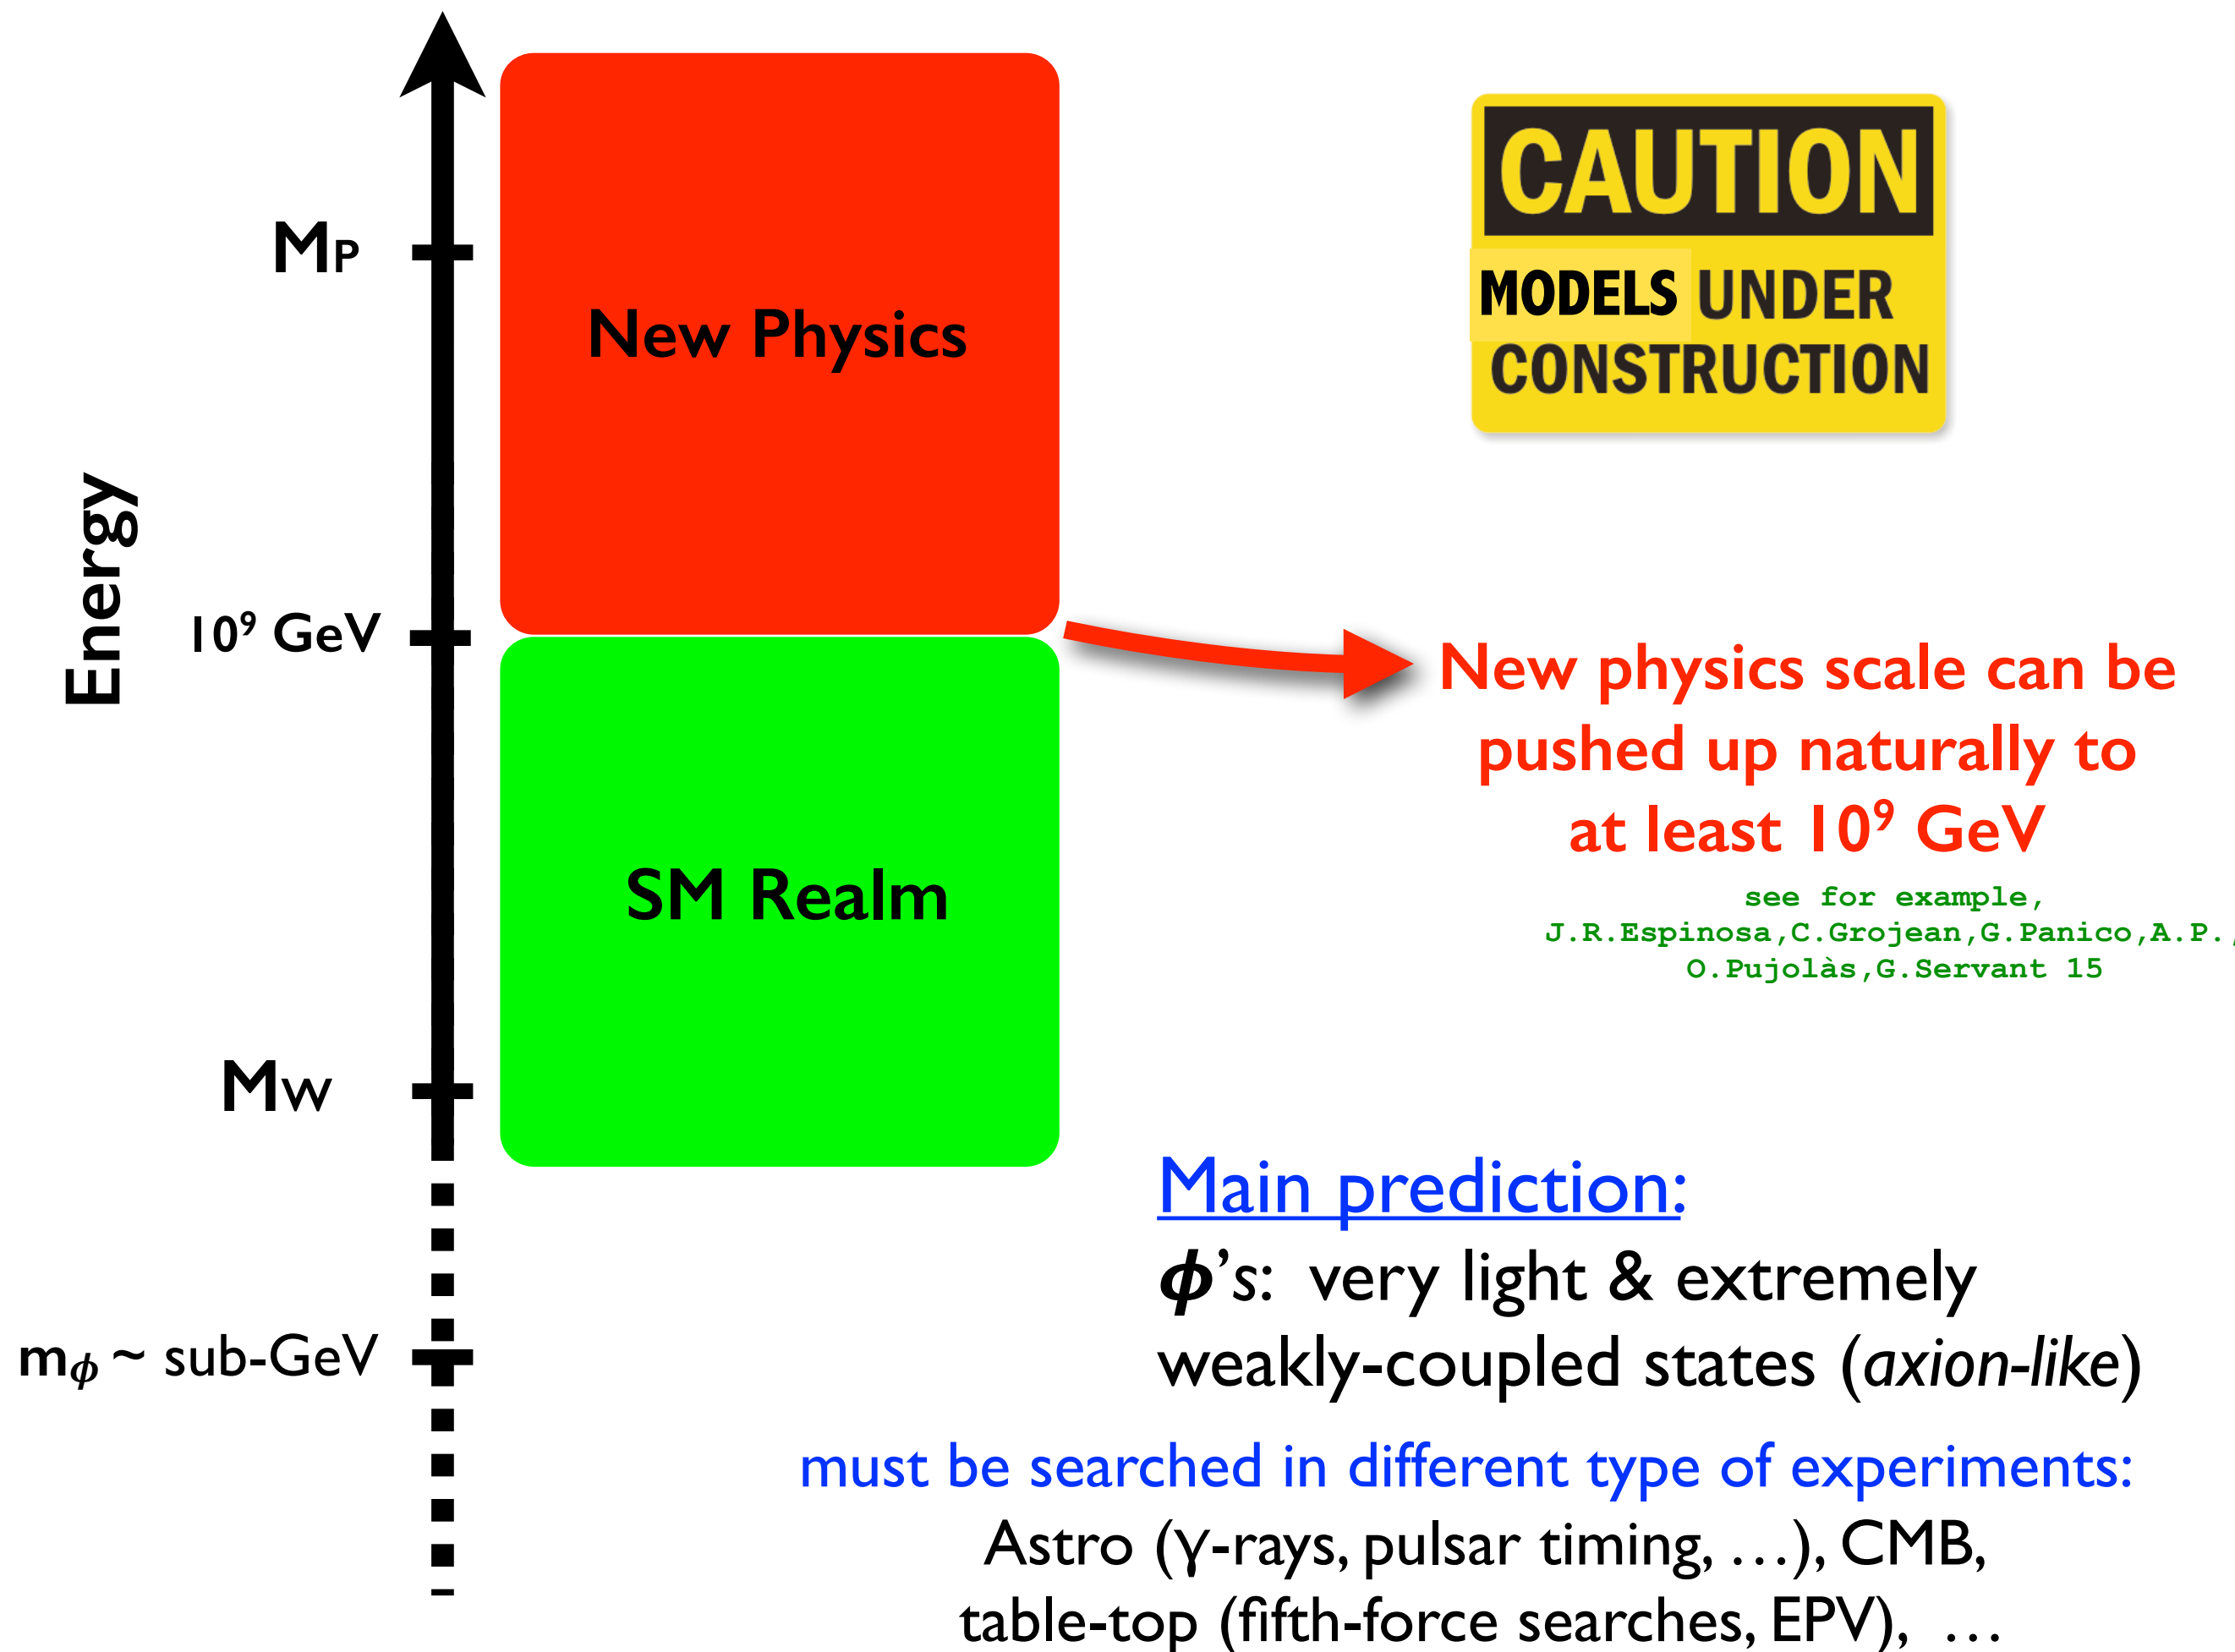 Energy
MP
10⁹ GeV
MW
mϕ ~ sub-GeV
New Physics
SM Realm
CAUTION
MODELS UNDER
CONSTRUCTION
New physics scale can be
pushed up naturally to
at least 10⁹ GeV
see for example,
J.R.Espinosa,C.Grojean,G.Panico,A.P.,
O.Pujolàs,G.Servant 15
Main prediction:
ϕ’s: very light & extremely
weakly-coupled states (axion-like)
must be searched in different type of experiments:
Astro (γ-rays, pulsar timing, …), CMB,
table-top (fifth-force searches, EPV), …